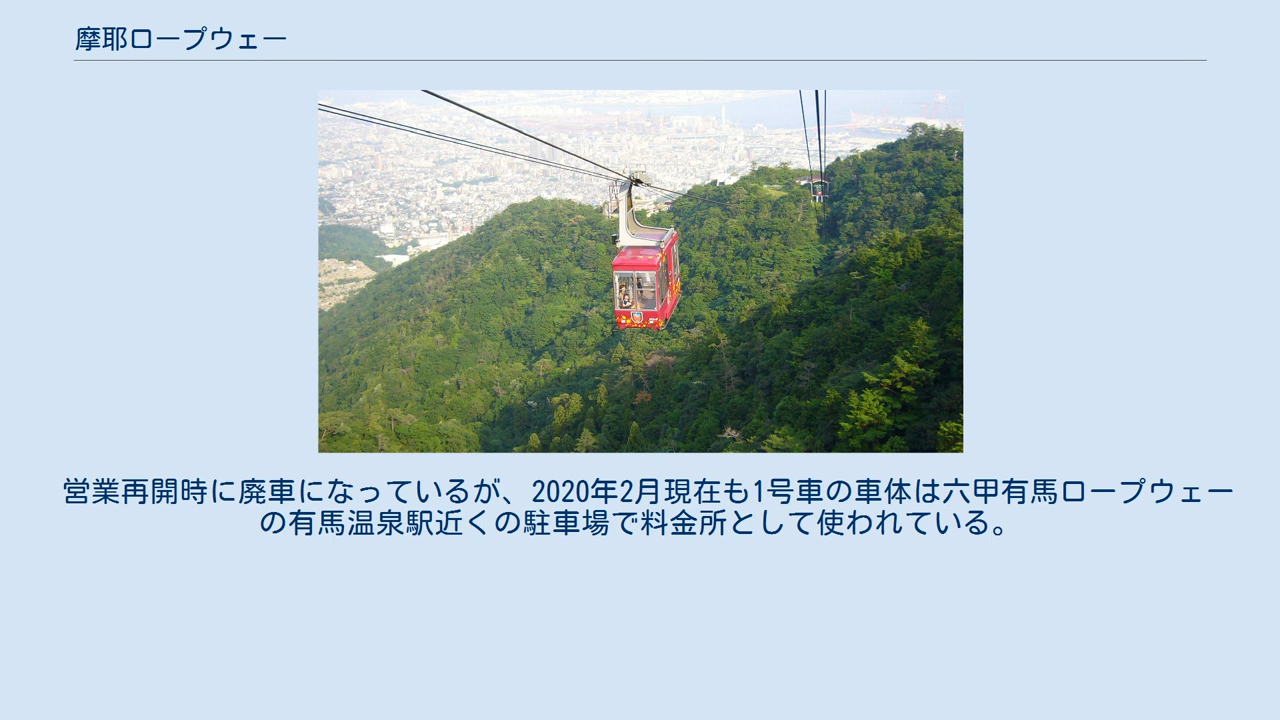 摩耶ロープウェー
営業再開時に廃車になっているが、2020年2月現在も1号車の車体は六甲有馬ロープウェー
の有馬温泉駅近くの駐車場で料金所として使われている。